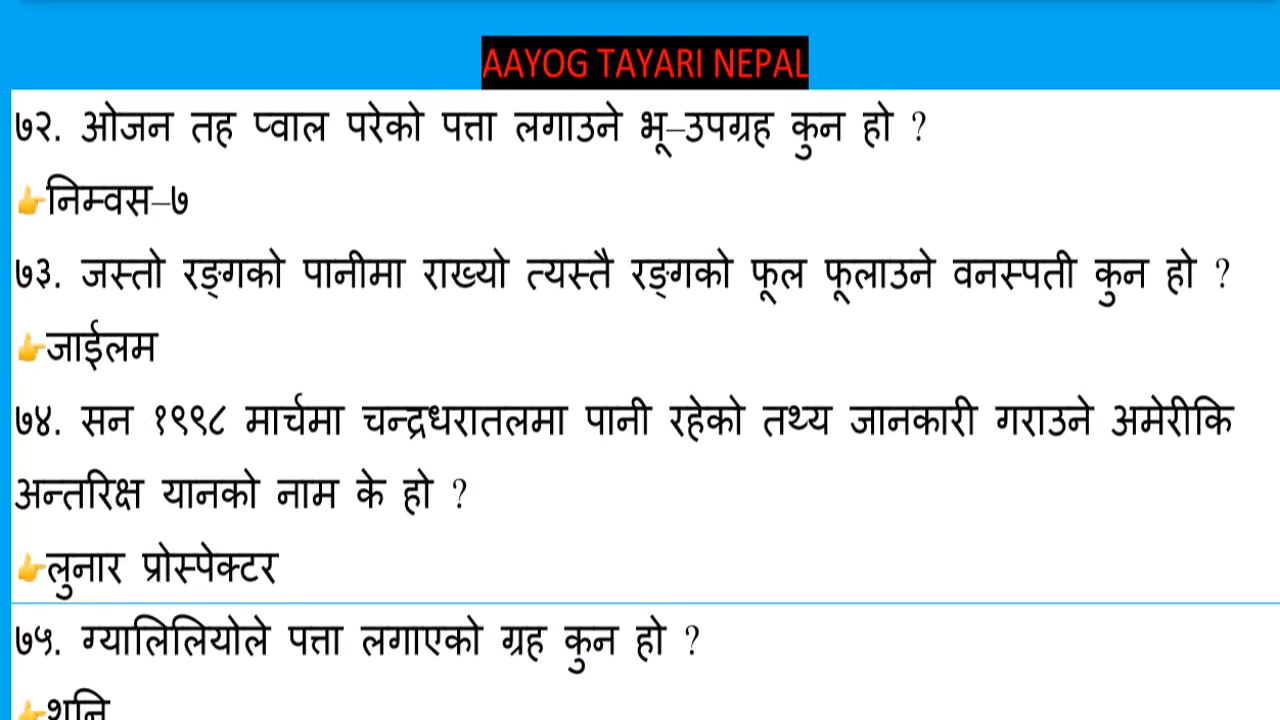 AAYOG TAYARI NEPAL
७२. ओजन तह प्वाल परेको पत्ता लगाउने भू–उपग्रह कुन हो ?
👉निम्वस–७
७३. जस्तो रङ्गको पानीमा राख्यो त्यस्तै रङ्गको फूल फूलाउने वनस्पती कुन हो ?
👉जाईलम
७४. सन १९९८ मार्चमा चन्द्रधरातलमा पानी रहेको तथ्य जानकारी गराउने अमेरीकि
अन्तरिक्ष यानको नाम के हो ?
👉लुनार प्रोस्पेक्टर
७५. ग्यालिलियोले पत्ता लगाएको ग्रह कुन हो ?
👉शनि